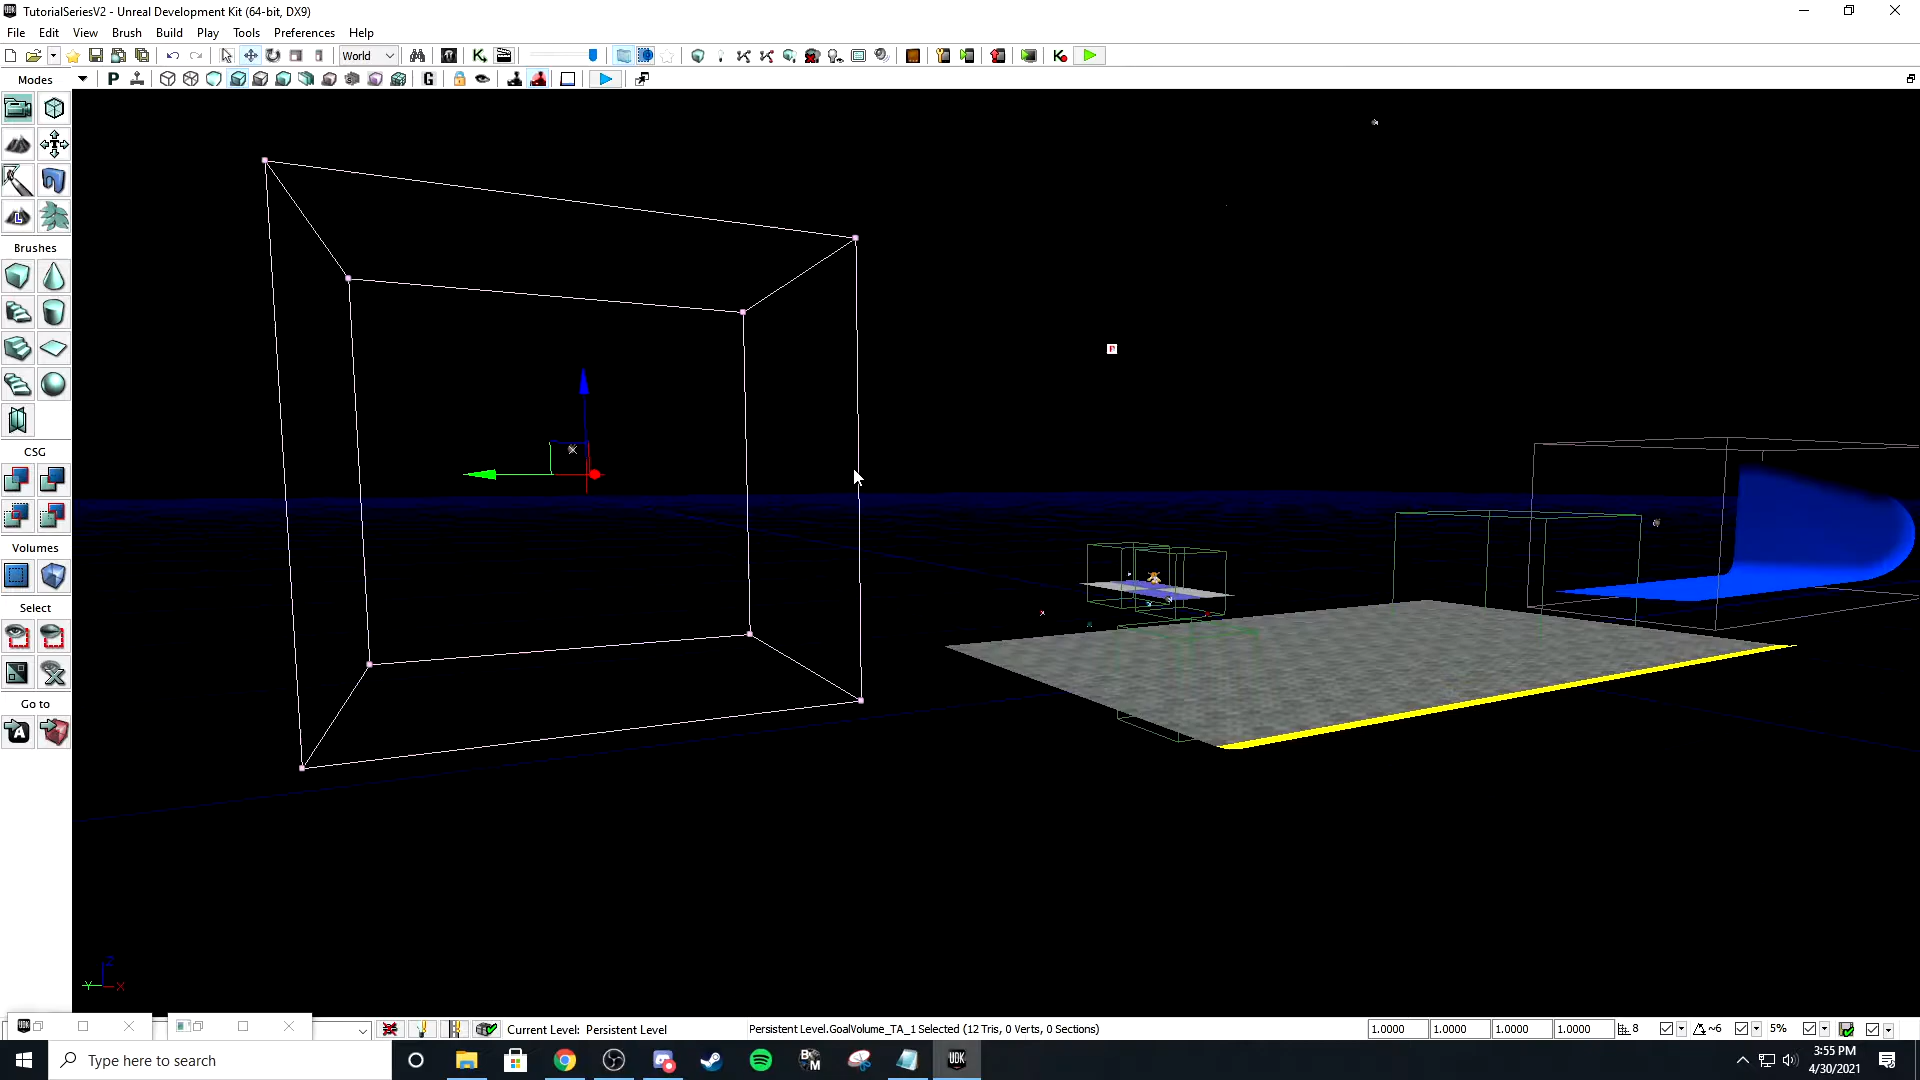 TutorialSeriesV2 - Unreal Development Kit (64-bit, DX9)
File Edit View Brush Build Play Tools Preferences Help
World
Modes
P
G
L
Brushes
CSG
Volumes
Select
Go to
A
Z
Y X
Current Level: Persistent Level
Persistent Level.GoalVolume_TA_1 Selected (12 Tris, 0 Verts, 0 Sections)
1.0000 1.0000 1.0000 1.0000
8
~6
5%
Type here to search
UDK
3:55 PM
4/30/2021